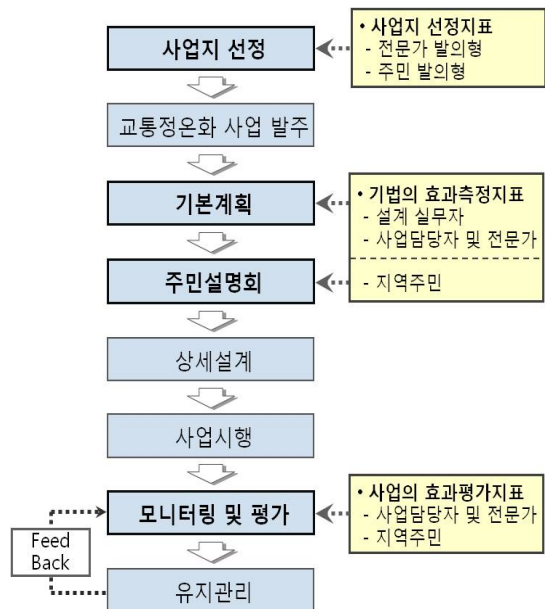 사업지 선정
• 사업지 선정지표
- 전문가 발의형
- 주민 발의형
교통정온화 사업 발주
기본계획
• 기법의 효과측정지표
- 설계 실무자
- 사업담당자 및 전문가
주민설명회
- 지역주민
상세설계
사업시행
모니터링 및 평가
• 사업의 효과평가지표
- 사업담당자 및 전문가
- 지역주민
Feed
Back
유지관리